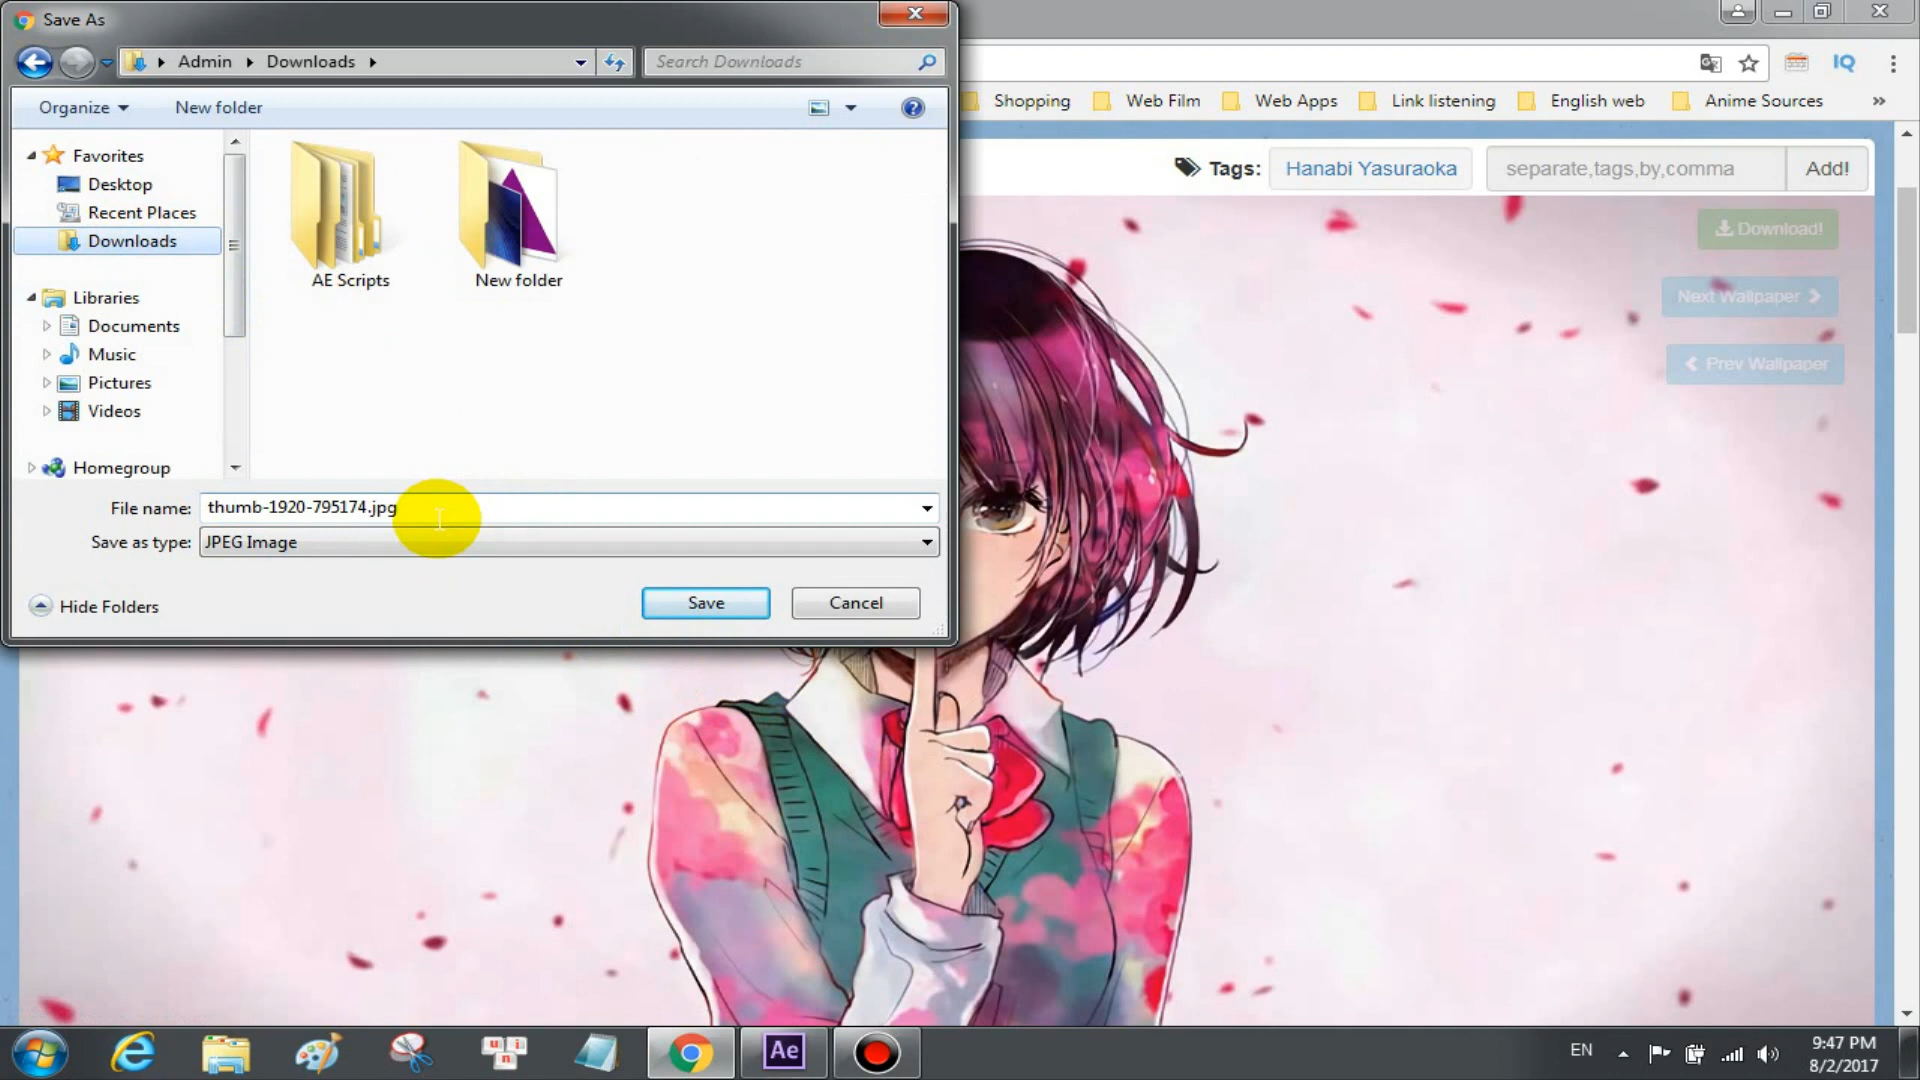 Save As
Admin
Downloads
Search Downloads
Organize
New folder
Shopping
Web Film
Web Apps
Link listening
English web
Anime Sources
»
IQ
Favorites
Desktop
Recent Places
Downloads
Libraries
Documents
Music
Pictures
Videos
Homegroup
AE Scripts
New folder
Tags:
Hanabi Yasuraoka
separate,tags,by,comma
Add!
Download!
Next Wallpaper
Prev Wallpaper
File name:
thumb-1920-795174.jpg
Save as type:
JPEG Image
Hide Folders
Save
Cancel
u i n
Ae
EN
9:47 PM
8/2/2017